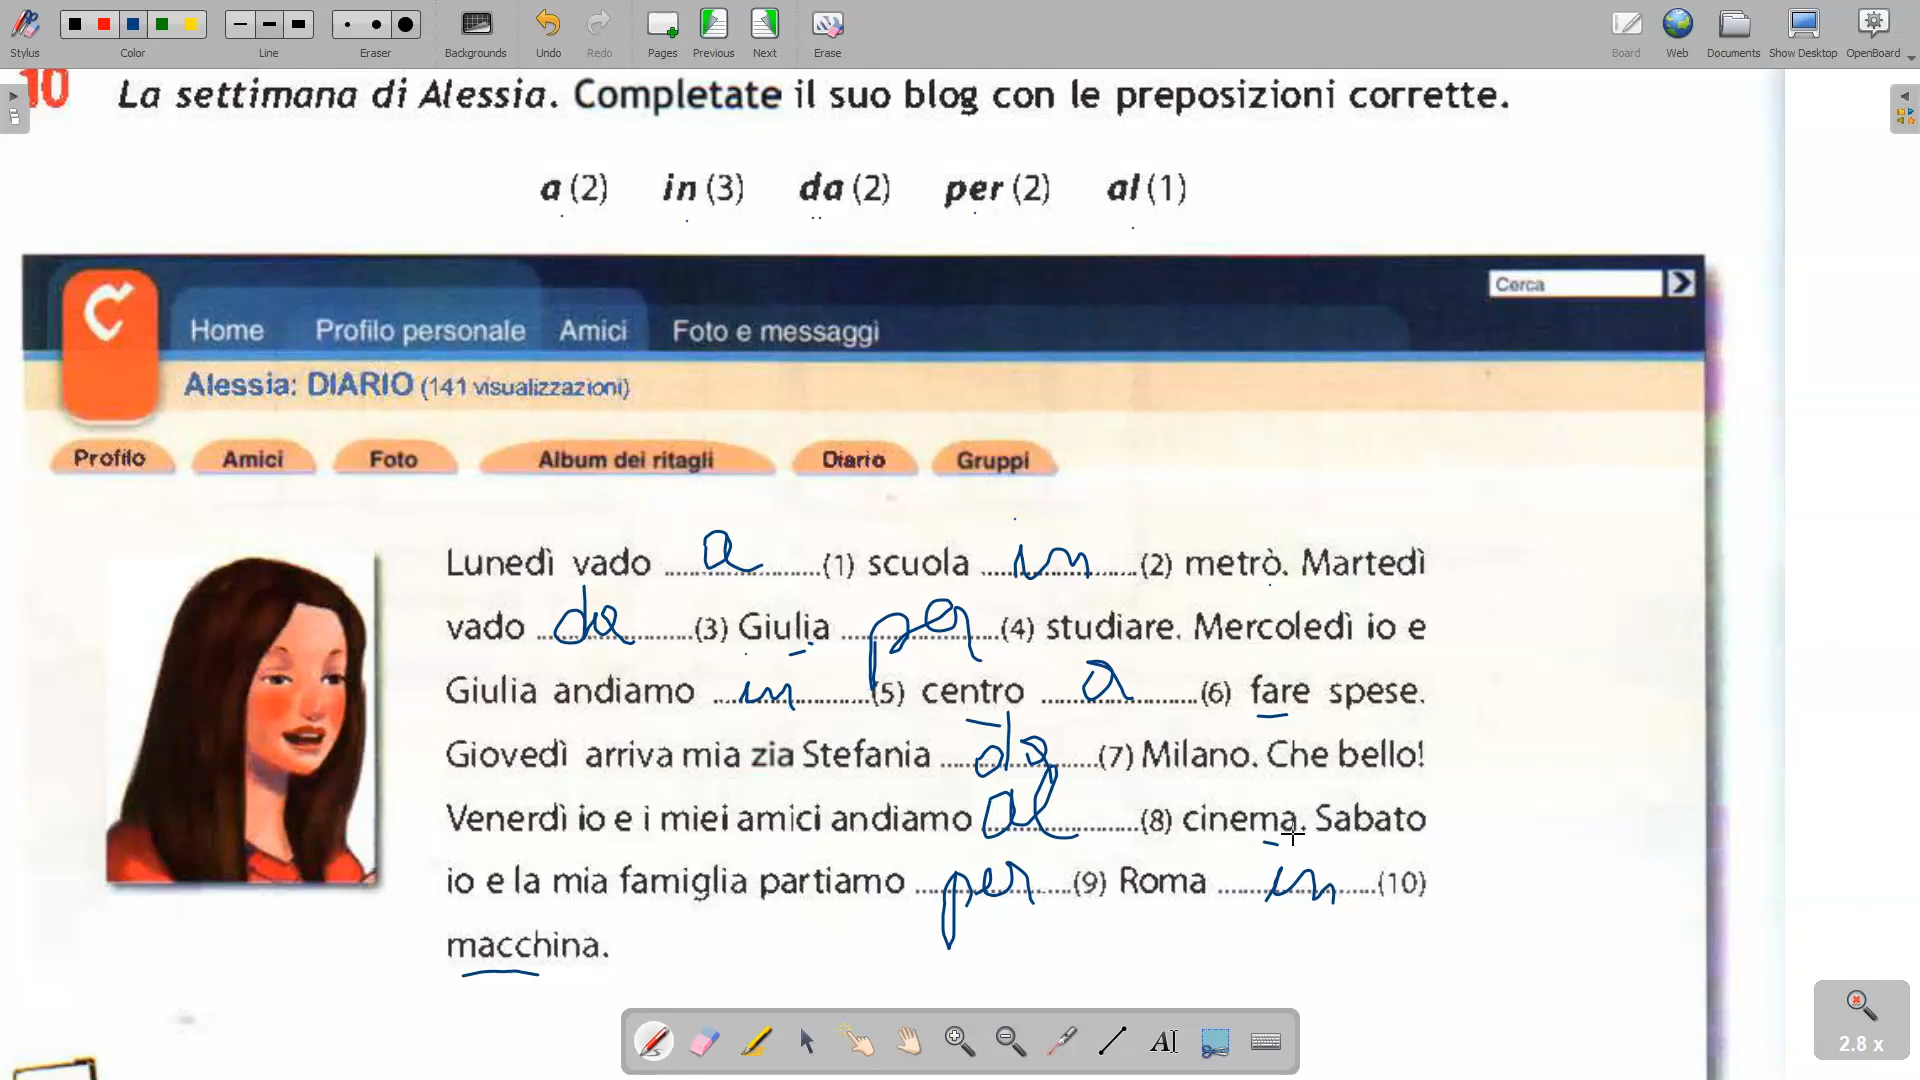 Stylus Color Line Eraser Backgrounds Undo Redo Pages Previous Next Erase Board Web Documents Show Desktop OpenBoard
10 La settimana di Alessia. Completate il suo blog con le preposizioni corrette.
a (2) in (3) da (2) per (2) al (1)
Cerca
Home Profilo personale Amici Foto e messaggi
Alessia: DIARIO (141 visualizzazioni)
Profilo Amici Foto Album dei ritagli Diario Gruppi
Lunedì vado a (1) scuola in (2) metrò. Martedì
vado da (3) Giulia per (4) studiare. Mercoledì io e
Giulia andiamo in (5) centro a (6) fare spese.
Giovedì arriva mia zia Stefania da (7) Milano. Che bello!
Venerdì io e i miei amici andiamo al (8) cinema. Sabato
io e la mia famiglia partiamo per (9) Roma in (10)
macchina.
2.8 x